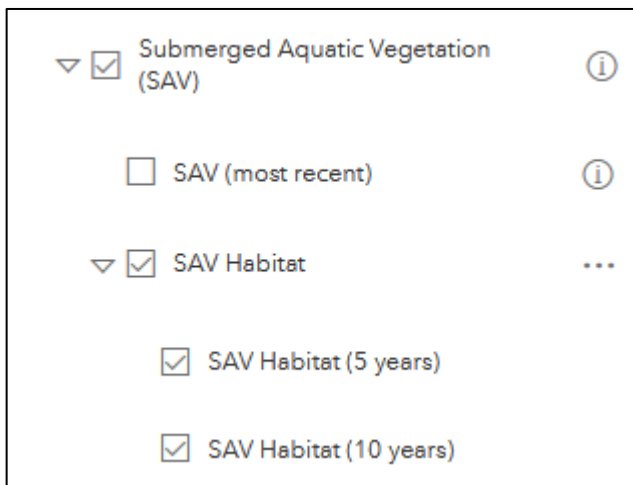 Submerged Aquatic Vegetation
(SAV)
SAV (most recent)
SAV Habitat
SAV Habitat (5 years)
SAV Habitat (10 years)